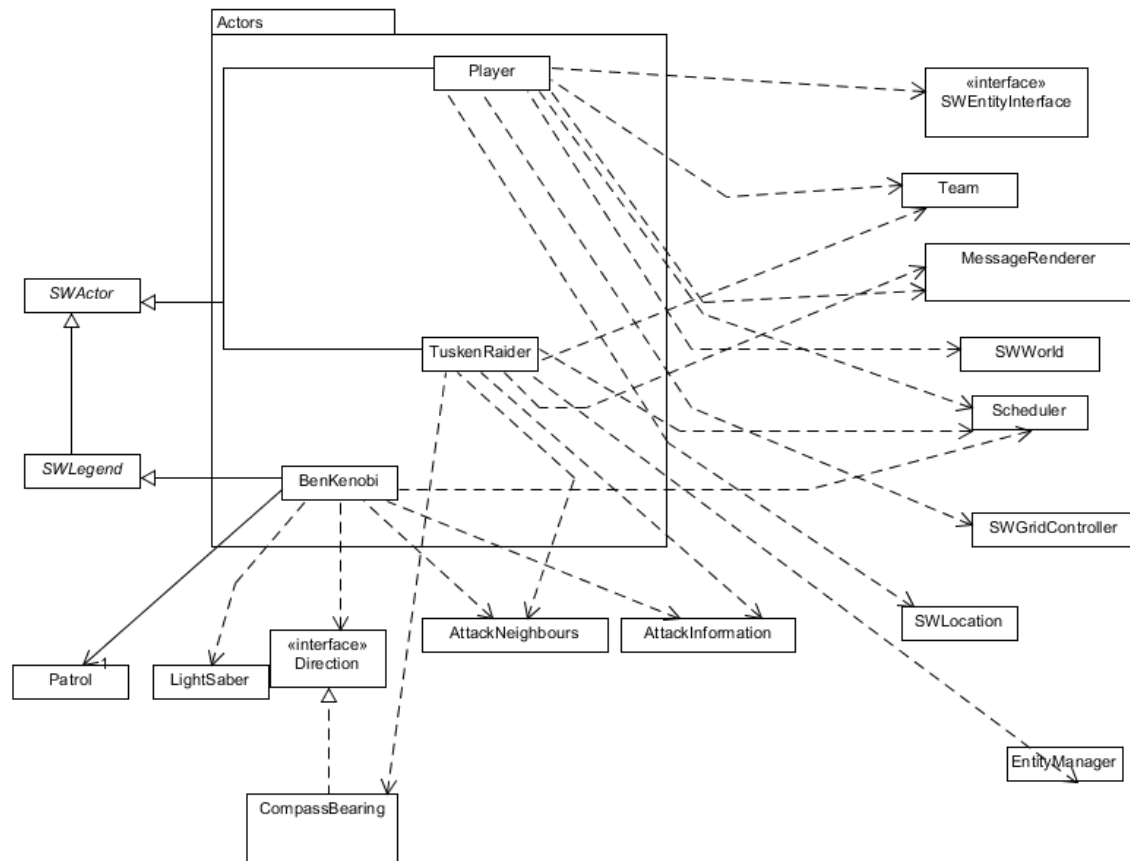 Actors
Player
«interface»
SWEntityInterface
Team
MessageRenderer
SWActor
TuskenRaider
SWWorld
Scheduler
SWLegend
BenKenobi
SWGridController
AttackNeighbours
AttackInformation
SWLocation
«interface»
Direction
1
Patrol
LightSaber
EntityManager
CompassBearing